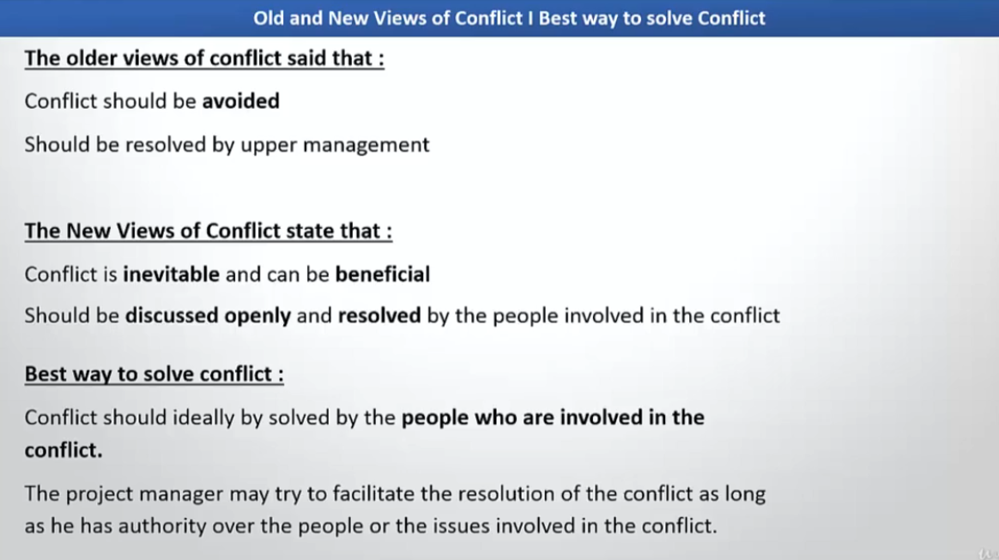 Old and New Views of Conflict I Best way to solve Conflict
The older views of conflict said that :
Conflict should be avoided
Should be resolved by upper management
The New Views of Conflict state that :
Conflict is inevitable and can be beneficial
Should be discussed openly and resolved by the people involved in the conflict
Best way to solve conflict :
Conflict should ideally by solved by the people who are involved in the
conflict.
The project manager may try to facilitate the resolution of the conflict as long
as he has authority over the people or the issues involved in the conflict.